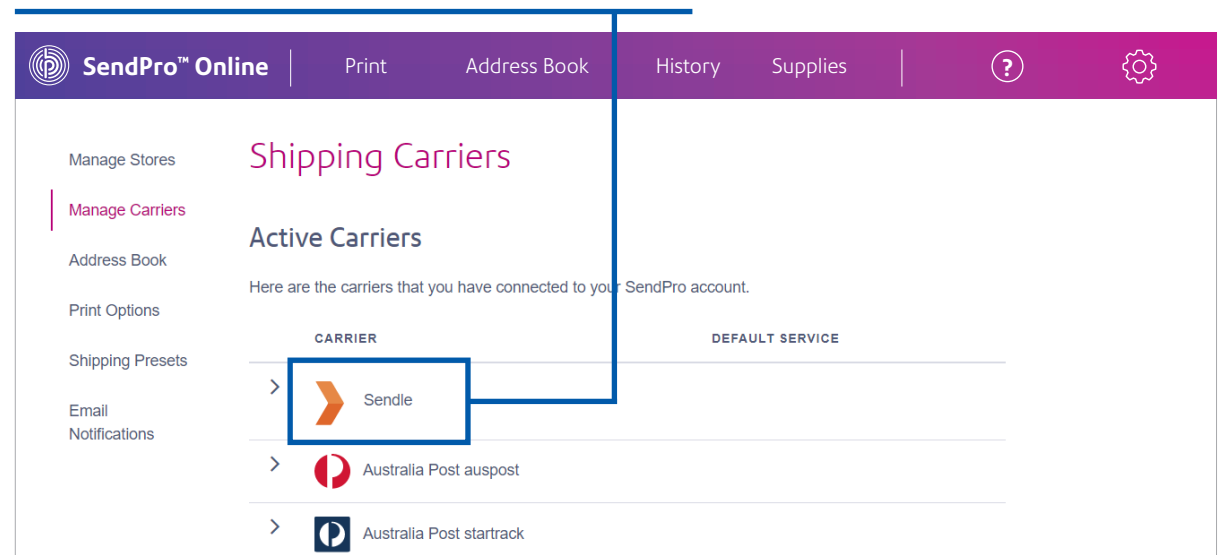 SendPro™ Online
Print
Address Book
History
Supplies
?
Manage Stores
Manage Carriers
Address Book
Print Options
Shipping Presets
Email
Notifications
Shipping Carriers
Active Carriers
Here are the carriers that you have connected to your SendPro account.
CARRIER DEFAULT SERVICE
Sendle
Australia Post auspost
Australia Post startrack